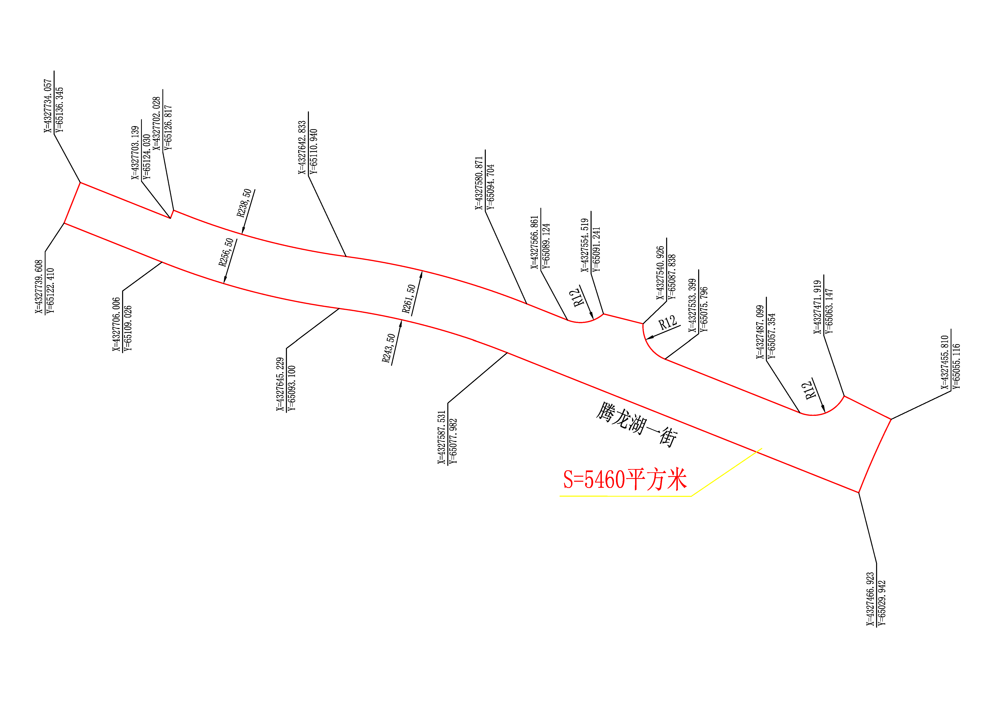 X=4327734.057
Y=65136.345
X=4327703.139
Y=65124.030
X=4327702.028
Y=65126.817
X=4327642.833
Y=65110.940
X=4327580.871
Y=65094.704
X=4327566.861
Y=65089.124
X=4327554.519
Y=65091.241
X=4327540.926
Y=65087.838
X=4327533.399
Y=65075.796
X=4327487.099
Y=65057.354
X=4327471.919
Y=65063.147
X=4327455.810
Y=65055.116
X=4327739.608
Y=65122.410
X=4327706.006
Y=65109.026
X=4327645.229
Y=65093.100
X=4327587.531
Y=65077.982
X=4327466.923
Y=65029.942
R238,50
R256,50
R261,50
R243,50
R12
R12
R12
腾龙湖一街
S=5460平方米